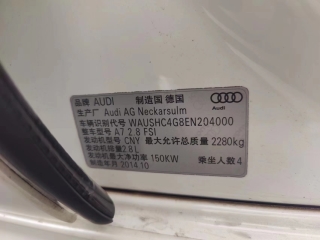 品牌 AUDI 制造国 德国
生产厂 Audi AG Neckarsulm
Audi
车辆识别代号 WAUSHC4G8EN204000
整车型号 A7 2.8 FSI
发动机型号 CNY 最大允许总质量 2280kg
发动机排量 2.8 L
发动机最大净功率 150KW 乘坐人数 4
制造年月 2014.10